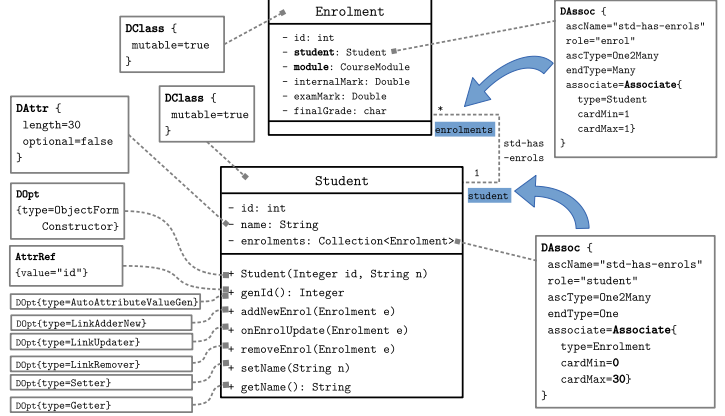 Enrolment
- id: int
- student: Student
- module: CourseModule
- internalMark: Double
- examMark: Double
- finalGrade: char
DClass {
mutable=true
}
DAssoc {
ascName="std-has-enrols"
role="enrol"
ascType=One2Many
endType=Many
associate=Associate{
type=Student
cardMin=1
cardMax=1}
}
DClass {
mutable=true
}
*
enrolments
std-has
-enrols
1
student
DAttr {
length=30
optional=false
}
Student
- id: int
- name: String
- enrolments: Collection<Enrolment>
+ Student(Integer id, String n)
+ genId(): Integer
+ addNewEnrol(Enrolment e)
+ onEnrolUpdate(Enrolment e)
+ removeEnrol(Enrolment e)
+ setName(String n)
+ getName(): String
DOpt
{type=ObjectForm
Constructor}
AttrRef
{value="id"}
DOpt{type=AutoAttributeValueGen}
DOpt{type=LinkAdderNew}
DOpt{type=LinkUpdater}
DOpt{type=LinkRemover}
DOpt{type=Setter}
DOpt{type=Getter}
DAssoc {
ascName="std-has-enrols"
role="student"
ascType=One2Many
endType=One
associate=Associate{
type=Enrolment
cardMin=0
cardMax=30}
}